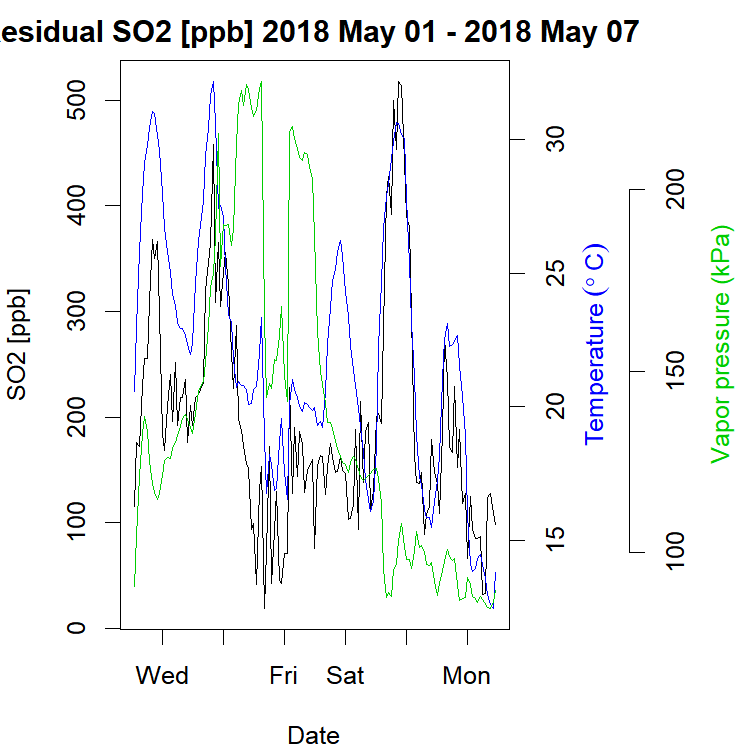 esidual SO2 [ppb] 2018 May 01 - 2018 May 07
500
400
300
200
100
0
SO2 [ppb]
30
25
20
15
Temperature (° C)
200
150
100
Vapor pressure (kPa)
Wed Fri Sat Mon
Date